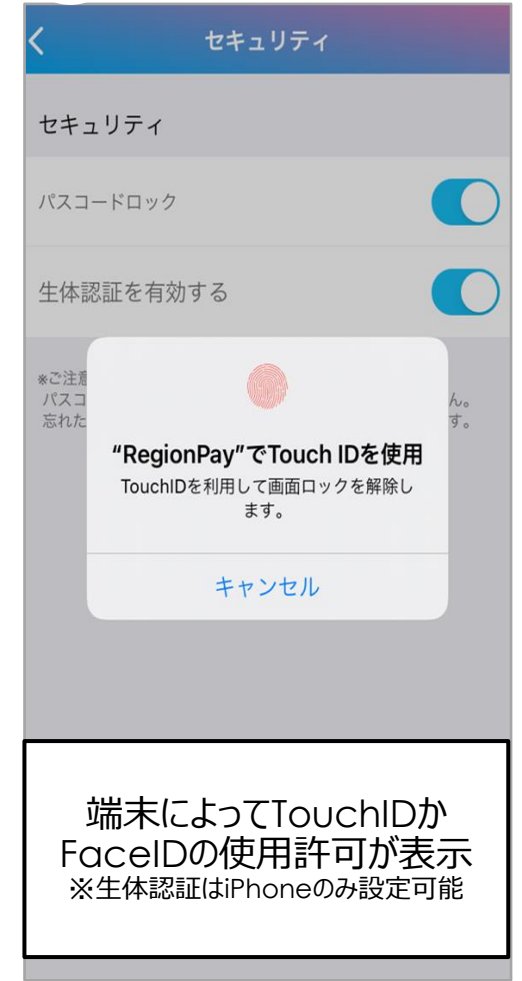 セキュリティ
セキュリティ
パスコードロック
生体認証を有効する
※ご注意
パスコ
ん。
忘れた
す。
“RegionPay”でTouch IDを使用
TouchIDを利用して画面ロックを解除し
ます。
キャンセル
端末によってTouchIDか
FaceIDの使用許可が表示
※生体認証はiPhoneのみ設定可能